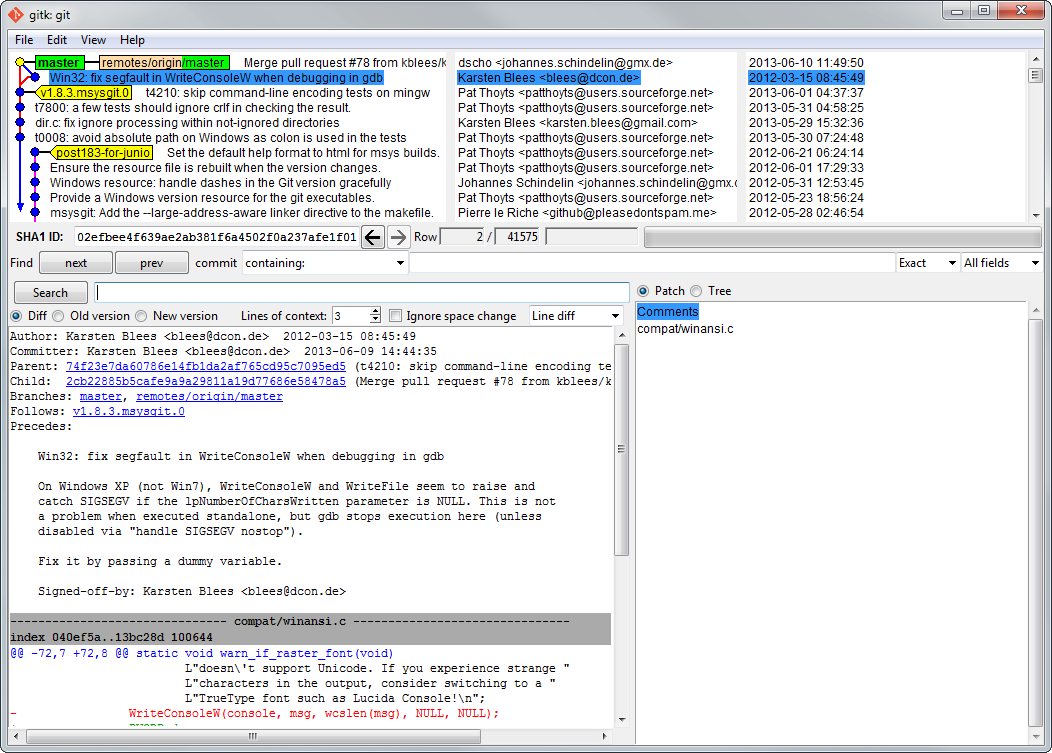 gitk: git
File Edit View Help
master remotes/origin/master Merge pull request #78 from kblees/k dscho <johannes.schindelin@gmx.de> 2013-06-10 11:49:50
Win32: fix segfault in WriteConsoleW when debugging in gdb Karsten Blees <blees@dcon.de> 2012-03-15 08:45:49
v1.8.3.msysgit.0 t4210: skip command-line encoding tests on mingw Pat Thoyts <patthoyts@users.sourceforge.net> 2013-06-01 04:37:37
t7800: a few tests should ignore crlf in checking the result. Pat Thoyts <patthoyts@users.sourceforge.net> 2013-05-31 04:58:25
dir.c: fix ignore processing within not-ignored directories Karsten Blees <karsten.blees@gmail.com> 2013-05-29 15:32:36
t0008: avoid absolute path on Windows as colon is used in the tests Pat Thoyts <patthoyts@users.sourceforge.net> 2013-05-30 07:24:48
post183-for-junio Set the default help format to html for msys builds. Pat Thoyts <patthoyts@users.sourceforge.net> 2012-06-21 06:24:14
Ensure the resource file is rebuilt when the version changes. Pat Thoyts <patthoyts@users.sourceforge.net> 2012-06-01 17:29:33
Windows resource: handle dashes in the Git version gracefully Johannes Schindelin <johannes.schindelin@gmx.c 2012-05-31 12:53:45
Provide a Windows version resource for the git executables. Pat Thoyts <patthoyts@users.sourceforge.net> 2012-05-23 18:56:24
msysgit: Add the --large-address-aware linker directive to the makefile. Pierre le Riche <github@pleasedontspam.me> 2012-05-28 02:46:54
SHA1 ID: 02efbee4f639ae2ab381f6a4502f0a237afe1f01 Row 2 / 41575
Find next prev commit containing: Exact All fields
Search Patch Tree
Diff Old version New version Lines of context: 3 Ignore space change Line diff
Comments
compat/winansi.c
Author: Karsten Blees <blees@dcon.de>  2012-03-15 08:45:49
Committer: Karsten Blees <blees@dcon.de>  2013-06-09 14:44:35
Parent: 74f23e7da60786e14fb1da2af765cd95c7095ed5 (t4210: skip command-line encoding te
Child:  2cb22885b5cafe9a9a29811a19d77686e58478a5 (Merge pull request #78 from kblees/k
Branches: master, remotes/origin/master
Follows: v1.8.3.msysgit.0
Precedes:
Win32: fix segfault in WriteConsoleW when debugging in gdb
On Windows XP (not Win7), WriteConsoleW and WriteFile seem to raise and
catch SIGSEGV if the lpNumberOfCharsWritten parameter is NULL. This is not
a problem when executed standalone, but gdb stops execution here (unless
disabled via "handle SIGSEGV nostop").
Fix it by passing a dummy variable.
Signed-off-by: Karsten Blees <blees@dcon.de>
------------------------------- compat/winansi.c -------------------------------
index 040ef5a..13bc28d 100644
@@ -72,7 +72,8 @@ static void warn_if_raster_font(void)
L"doesn\'t support Unicode. If you experience strange "
L"characters in the output, consider switching to a "
L"TrueType font such as Lucida Console!\n";
- WriteConsoleW(console, msg, wcslen(msg), NULL, NULL);